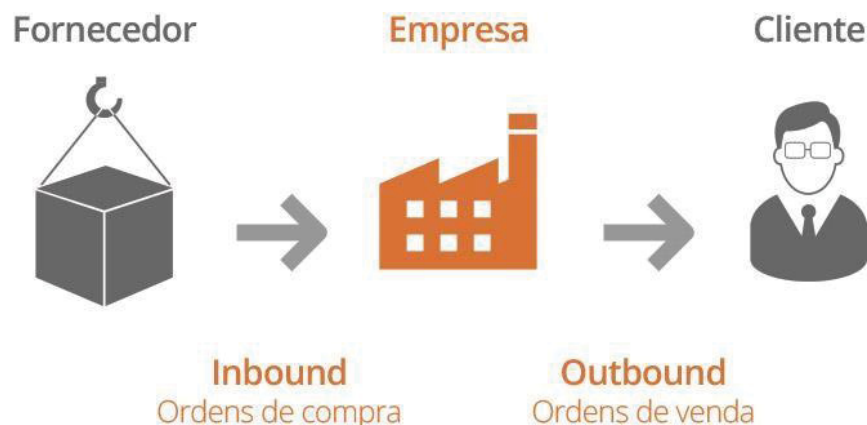 Fornecedor
Empresa
Cliente
Inbound
Ordens de compra
Outbound
Ordens de venda